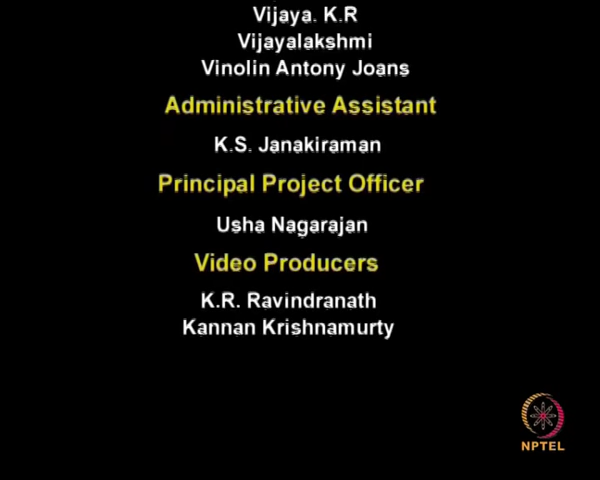 Vijaya. K.R
Vijayalakshmi
Vinolin Antony Joans
Administrative Assistant
K.S. Janakiraman
Principal Project Officer
Usha Nagarajan
Video Producers
K.R. Ravindranath
Kannan Krishnamurty
NPTEL